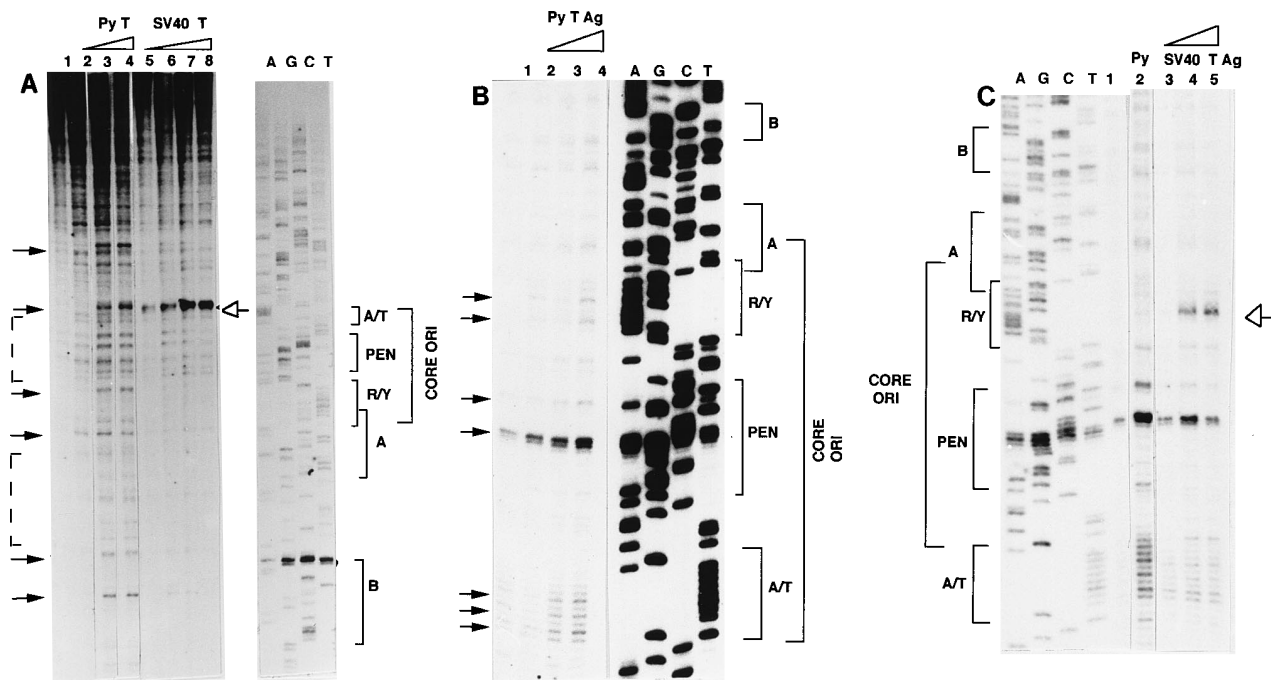 A
Py T SV40 T
1 2 3 4 5 6 7 8
A G C T
A/T
PEN
R/Y
A
CORE ORI
B
B
Py T Ag
1 2 3 4
A G C T
B
A
R/Y
PEN
A/T
CORE
ORI
C
Py SV40 T Ag
A G C T 1 2 3 4 5
B
A
R/Y
CORE
ORI
PEN
A/T